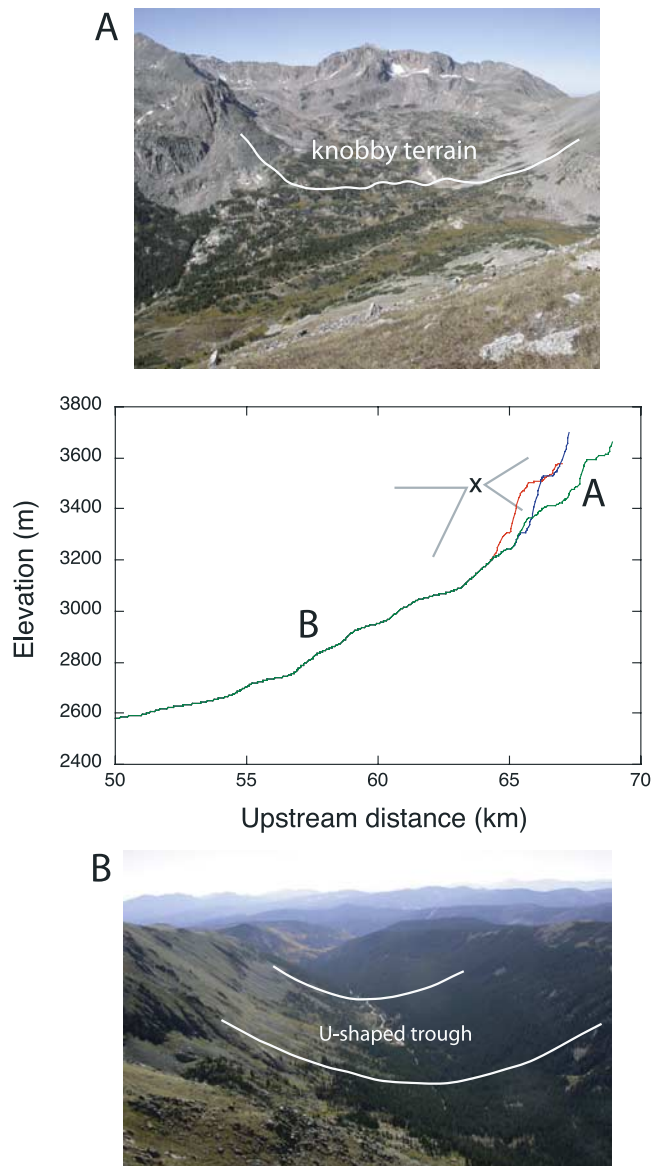 A
knobby terrain
3800
3600
3400
3200
3000
2800
2600
2400
Elevation (m)
x
A
B
50
55
60
65
70
Upstream distance (km)
B
U-shaped trough